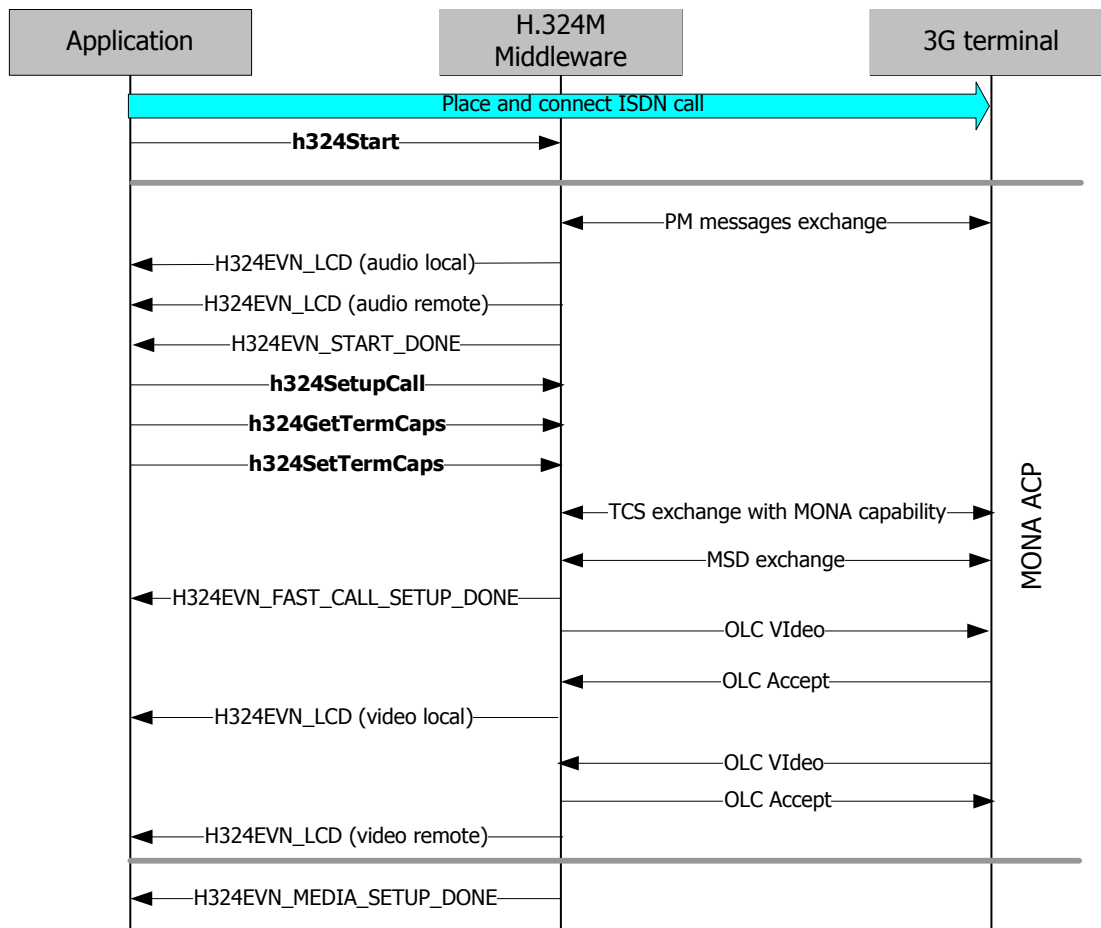 Application
H.324M
Middleware
3G terminal
Place and connect ISDN call
h324Start
PM messages exchange
H324EVN_LCD (audio local)
H324EVN_LCD (audio remote)
H324EVN_START_DONE
h324SetupCall
h324GetTermCaps
h324SetTermCaps
MONA ACP
TCS exchange with MONA capability
MSD exchange
H324EVN_FAST_CALL_SETUP_DONE
OLC VIdeo
OLC Accept
H324EVN_LCD (video local)
OLC VIdeo
OLC Accept
H324EVN_LCD (video remote)
H324EVN_MEDIA_SETUP_DONE